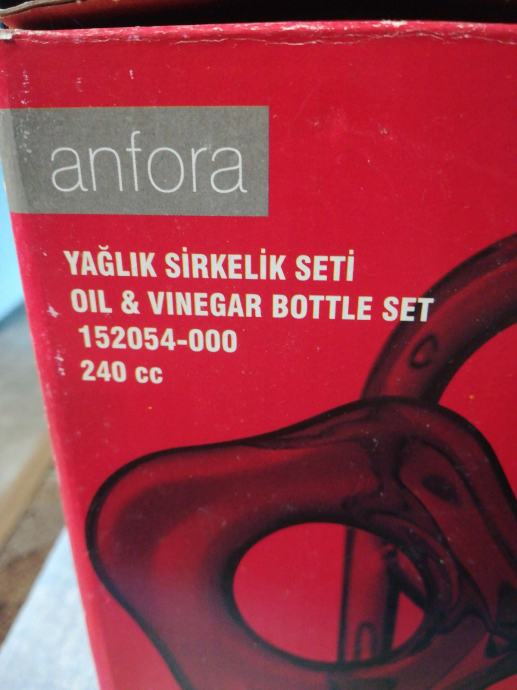 anfora
YAĞLIK SİRKELİK SETİ
OIL & VINEGAR BOTTLE SET
152054-000
240 cc